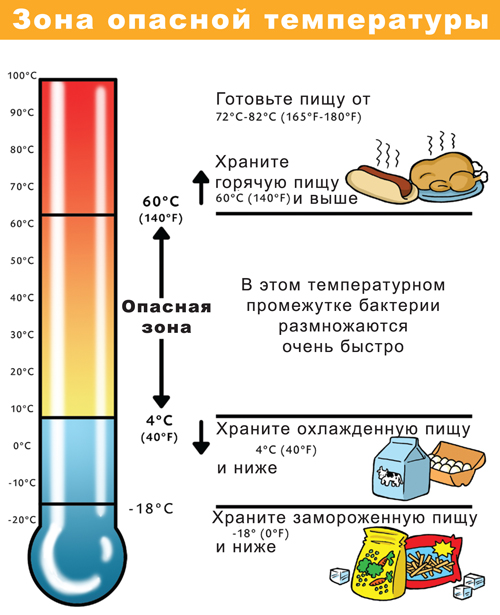 Зона опасной температуры
100°C
90°C
80°C
70°C
60°C
50°C
40°C
30°C
20°C
10°C
0°C
-10°C
-20°C
Готовьте пищу от
72°C-82°C (165°F-180°F)
Храните
горячую пищу
60°C (140°F) и выше
60°C
(140°F)
Опасная
зона
В этом температурном
промежутке бактерии
размножаются
очень быстро
4°C
(40°F)
Храните охлажденную пищу
4°C (40°F)
и ниже
-18°C
Храните замороженную пищу
-18° (0°F)
и ниже